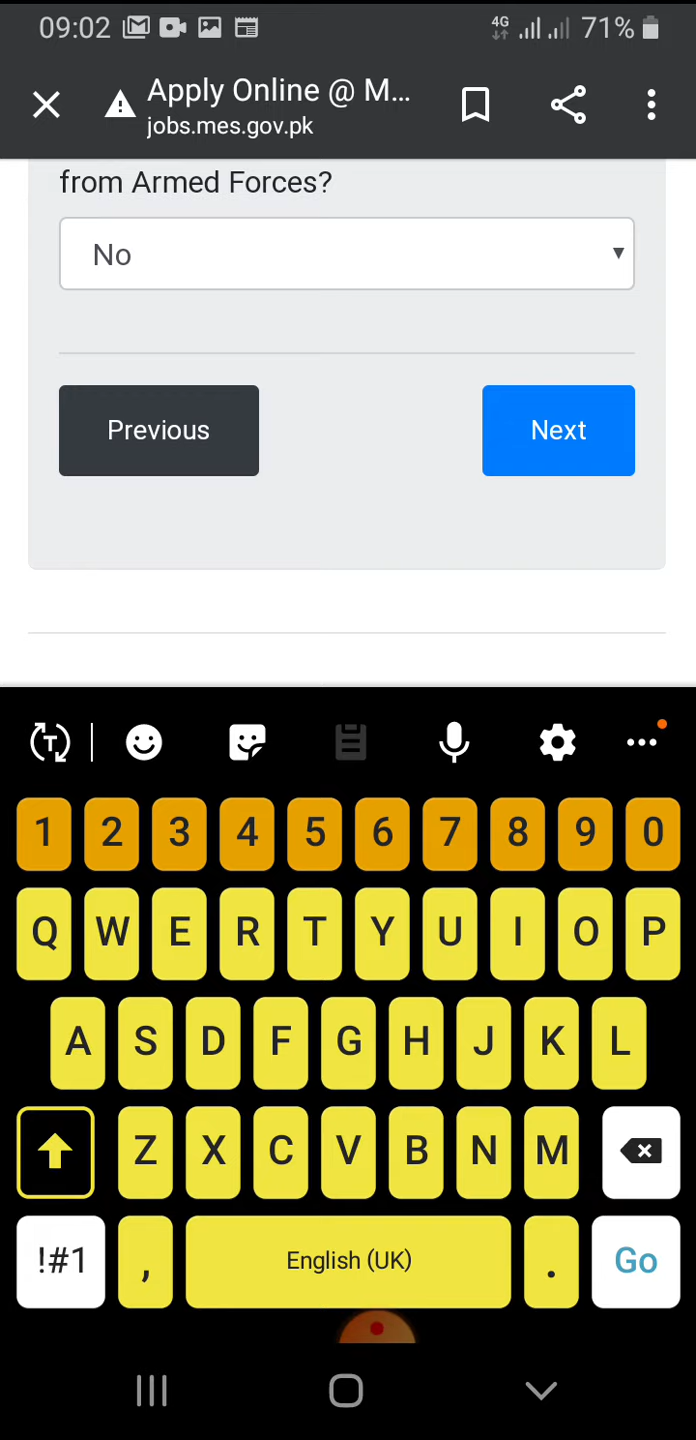 09:02 4G 71%
Apply Online @ M...
jobs.mes.gov.pk
from Armed Forces?
No
Previous Next
T
1 2 3 4 5 6 7 8 9 0
Q W E R T Y U I O P
A S D F G H J K L
Z X C V B N M
!#1 , English (UK) . Go